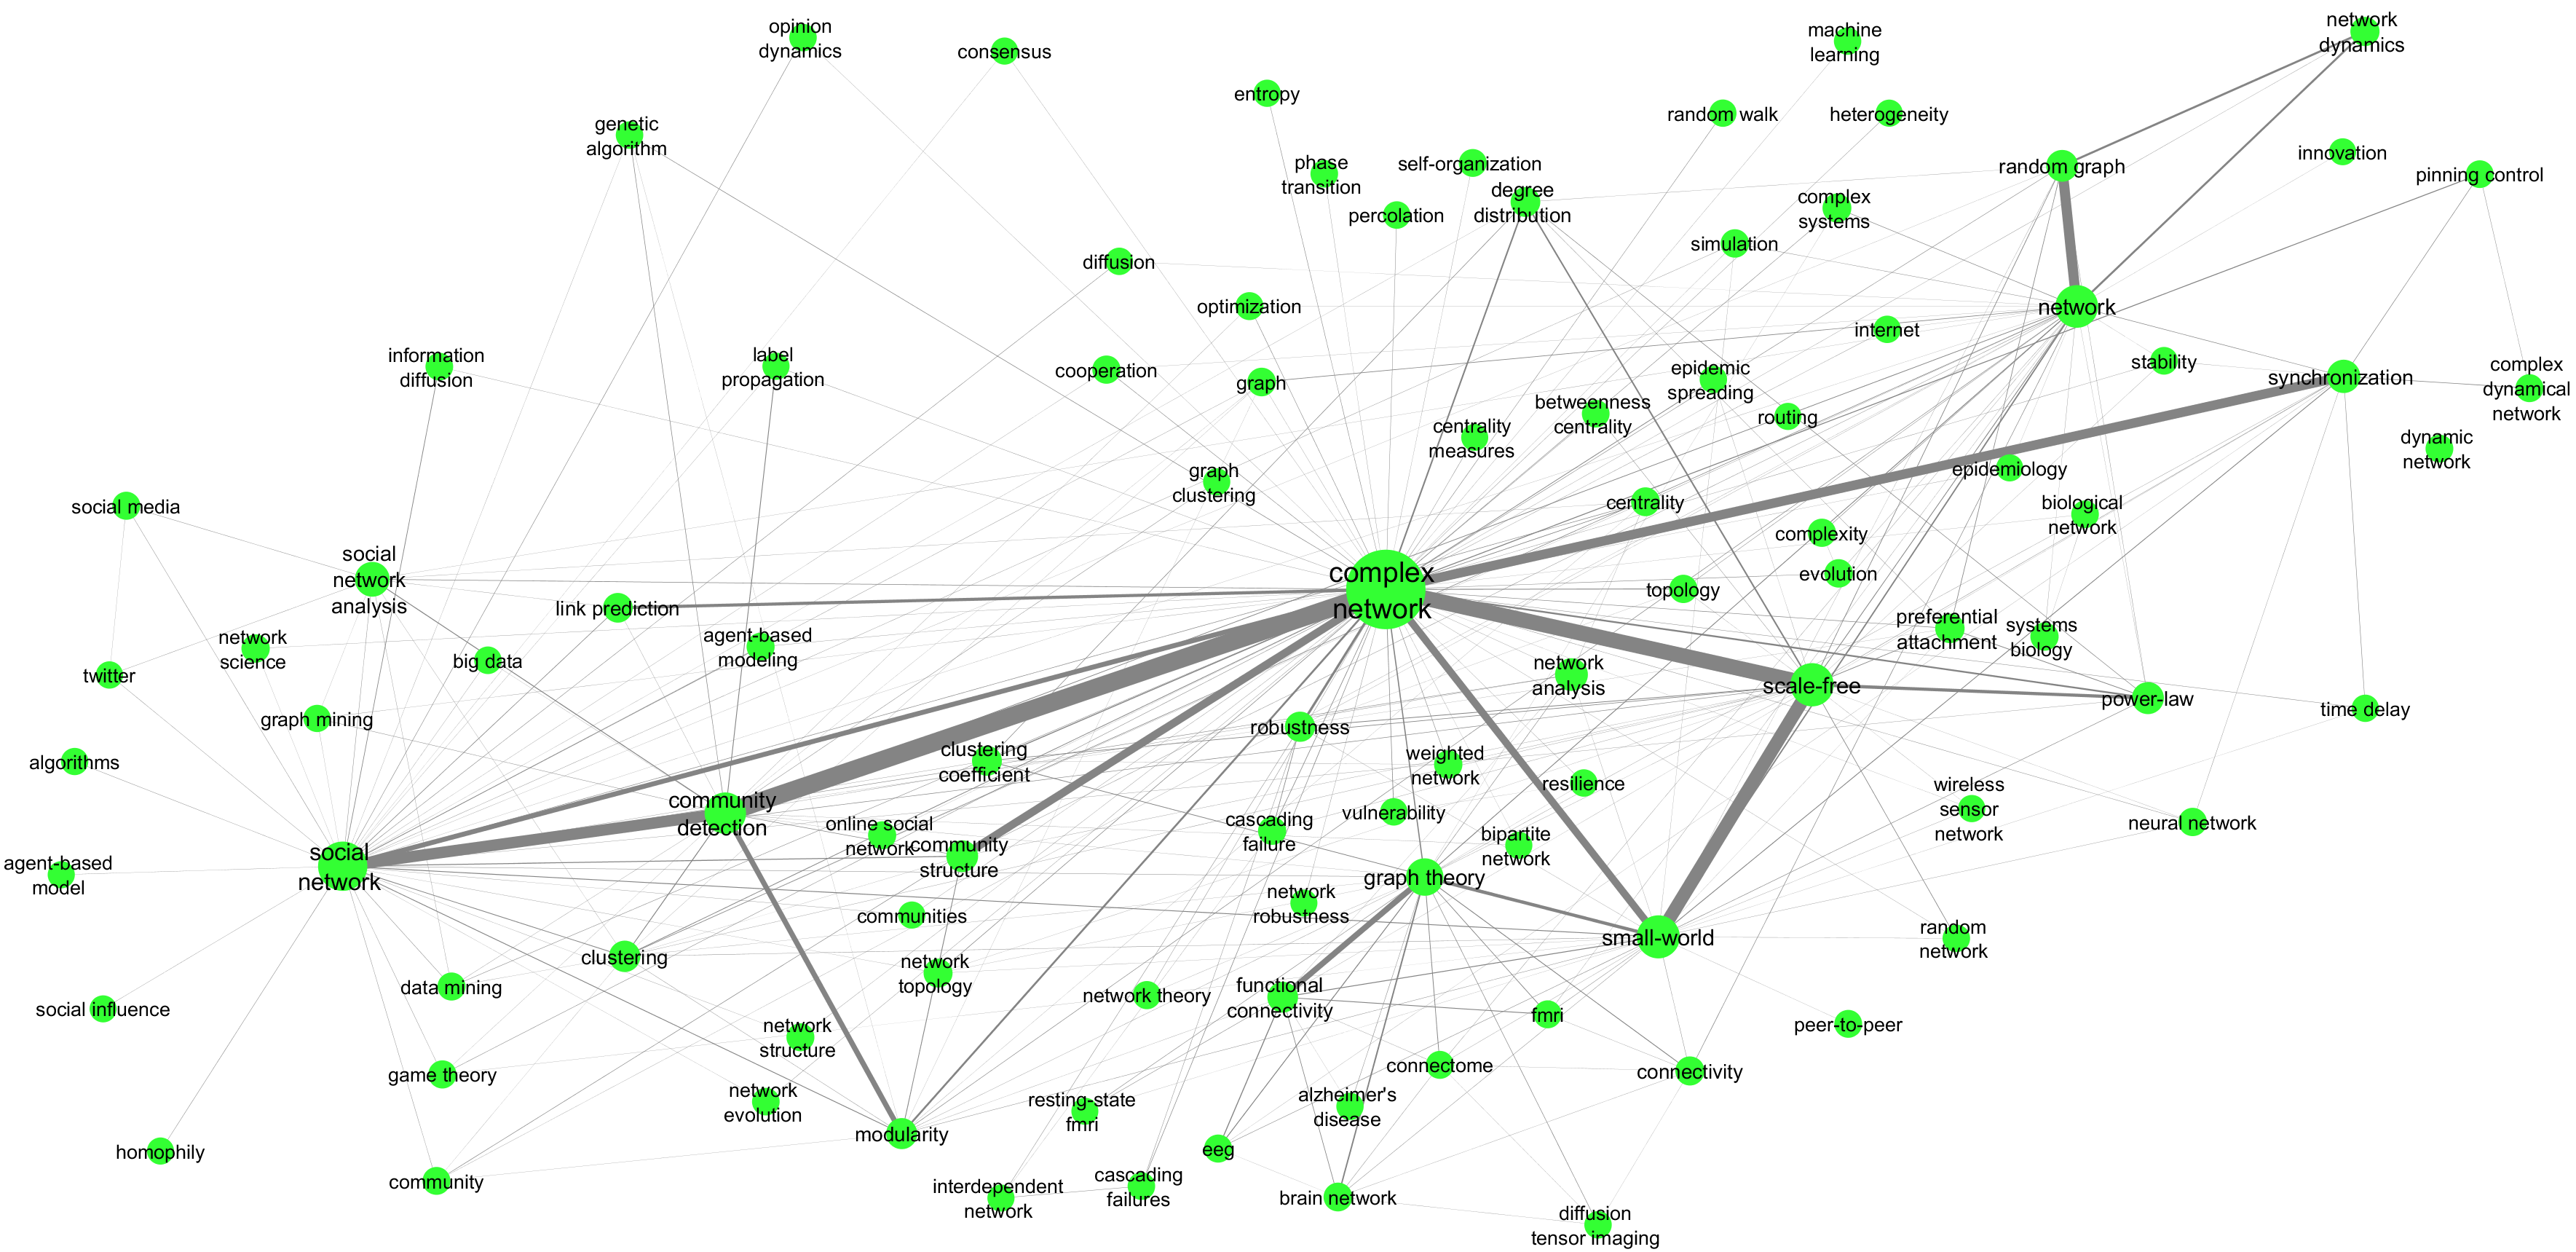 opinion
dynamics
consensus
machine
learning
network
dynamics
entropy
random walk
heterogeneity
genetic
algorithm
phase
transition
self-organization
degree
distribution
percolation
complex
systems
random graph
innovation
pinning control
simulation
diffusion
optimization
network
internet
information
diffusion
label
propagation
cooperation
graph
epidemic
spreading
betweenness
centrality
routing
stability
synchronization
complex
dynamical
network
centrality
measures
dynamic
network
graph
clustering
epidemiology
social media
centrality
biological
network
complexity
social
network
analysis
complex
network
topology
evolution
link prediction
preferential
attachment
systems
biology
network
science
agent-based
modeling
big data
twitter
network
analysis
scale-free
power-law
time delay
graph mining
robustness
algorithms
clustering
coefficient
weighted
network
resilience
wireless
sensor
network
community
detection
online social
network
community
structure
cascading
failure
vulnerability
bipartite
network
neural network
social
network
agent-based
model
graph theory
network
robustness
communities
small-world
random
network
clustering
data mining
network
topology
network theory
functional
connectivity
social influence
fmri
peer-to-peer
network
structure
game theory
connectome
connectivity
network
evolution
resting-state
fmri
alzheimer's
disease
modularity
homophily
eeg
community
interdependent
network
cascading
failures
brain network
diffusion
tensor imaging